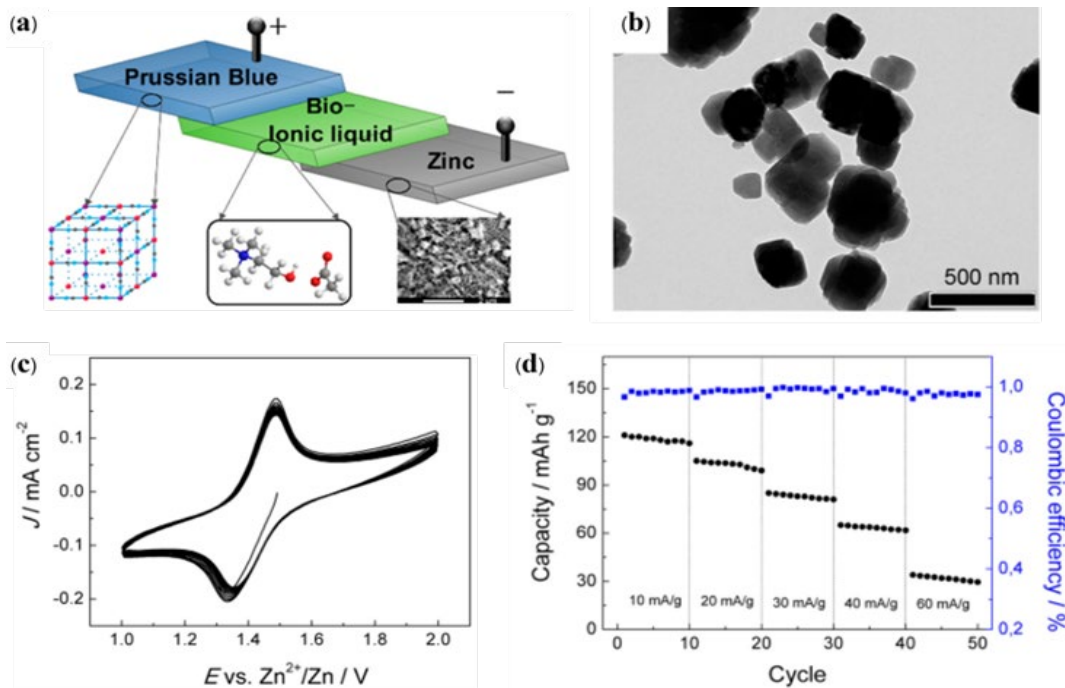 (a)
+
Prussian Blue
Bio–
Ionic liquid
–
Zinc
(b)
500 nm
(c)
0.2
0.1
0.0
-0.1
-0.2
J / mA cm⁻²
1.0 1.2 1.4 1.6 1.8 2.0
E vs. Zn²⁺/Zn / V
(d)
150
120
90
60
30
0
Capacity / mAh g⁻¹
1,0
0,8
0,6
0,4
0,2
Coulombic efficiency / %
10 mA/g 20 mA/g 30 mA/g 40 mA/g 60 mA/g
0 10 20 30 40 50
Cycle